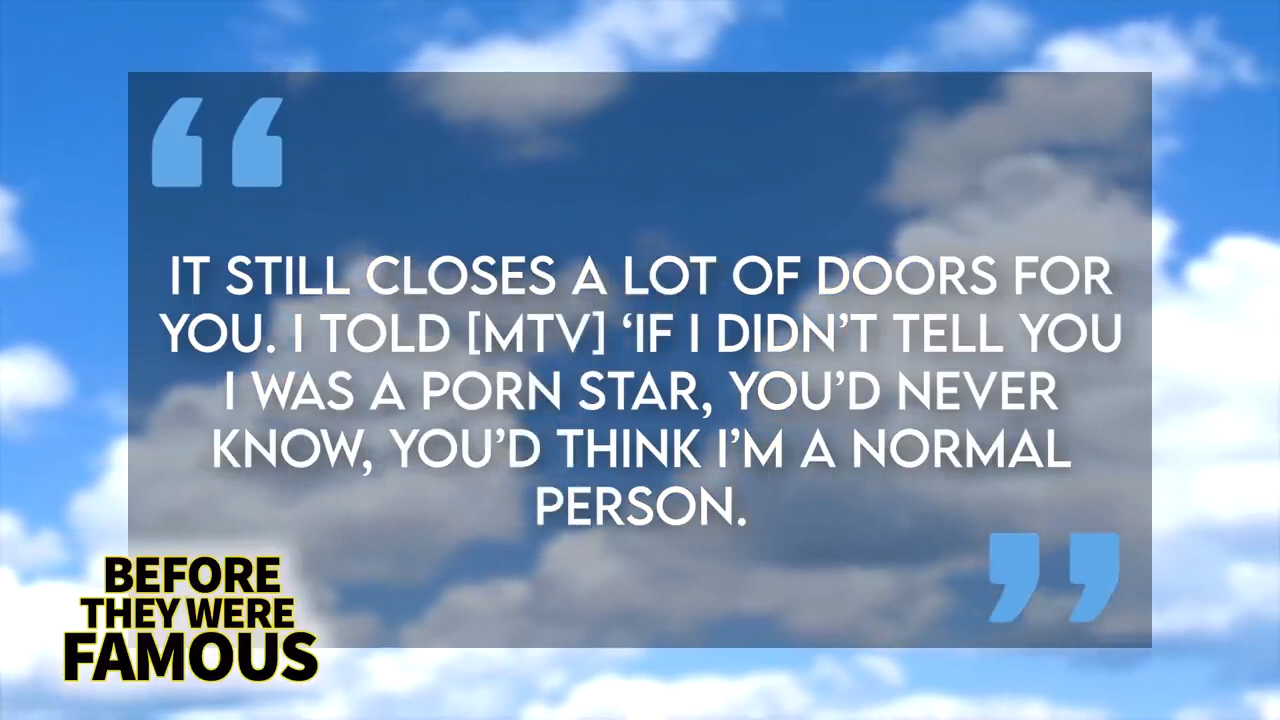 “
IT STILL CLOSES A LOT OF DOORS FOR
YOU. I TOLD [MTV] ‘IF I DIDN’T TELL YOU
I WAS A PORN STAR, YOU’D NEVER
KNOW, YOU’D THINK I’M A NORMAL
PERSON.
”
BEFORE
THEY WERE
FAMOUS